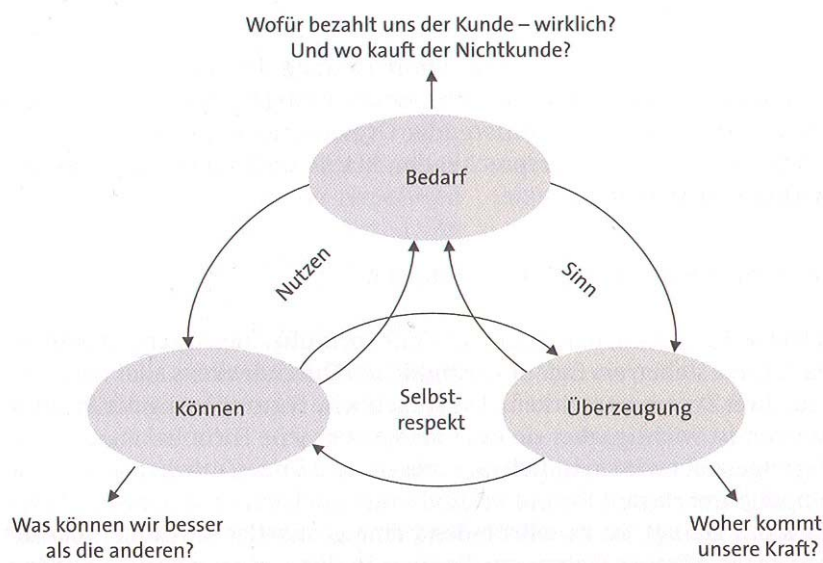 Wofür bezahlt uns der Kunde – wirklich?
Und wo kauft der Nichtkunde?
Bedarf
Nutzen
Sinn
Können
Selbst-
respekt
Überzeugung
Was können wir besser
als die anderen?
Woher kommt
unsere Kraft?